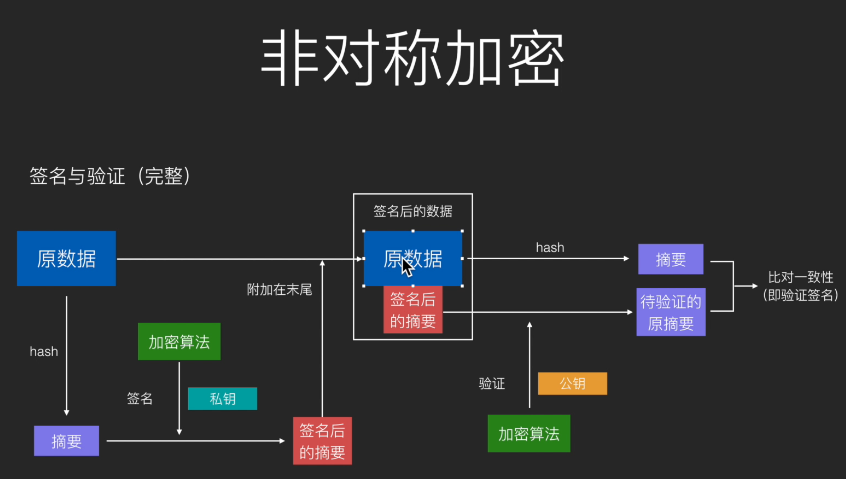 非对称加密
签名与验证（完整）
签名后的数据
原数据
原数据
hash
摘要
附加在末尾
签名后
的摘要
待验证的
原摘要
比对一致性
(即验证签名)
hash
加密算法
签名
私钥
验证
公钥
摘要
签名后
的摘要
加密算法